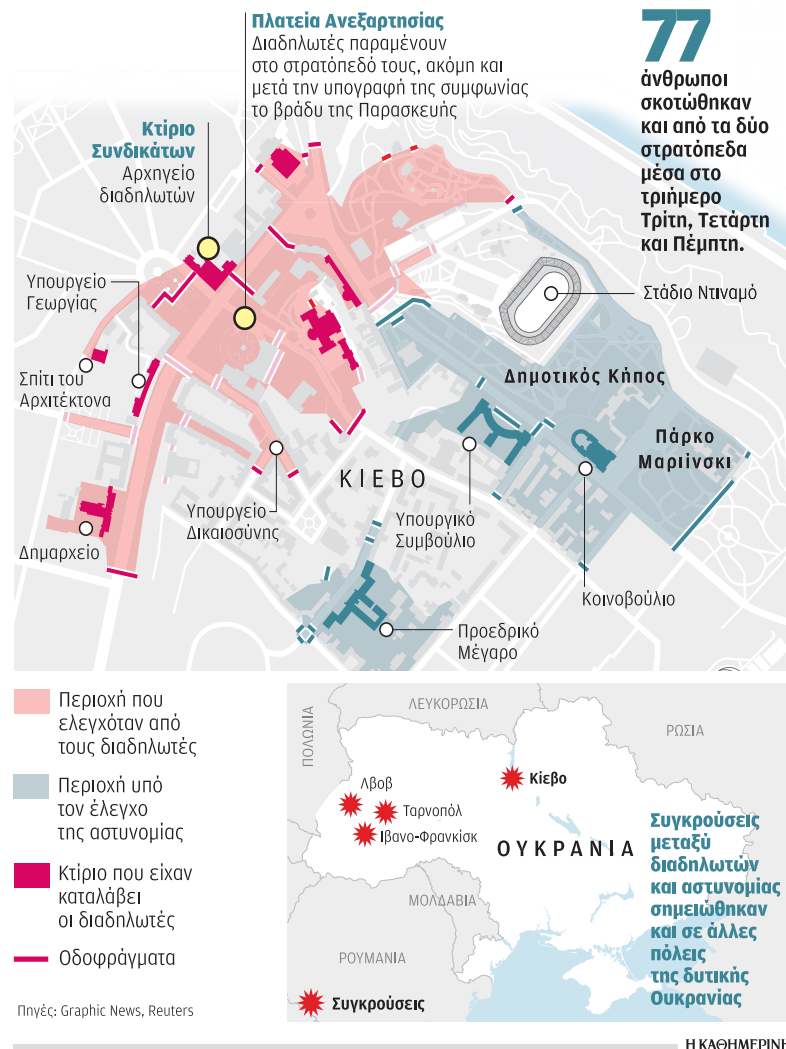 Πλατεία Ανεξαρτησίας
Διαδηλωτές παραμένουν
στο στρατόπεδό τους, ακόμη και
μετά την υπογραφή της συμφωνίας
το βράδυ της Παρασκευής
77
άνθρωποι
σκοτώθηκαν
και από τα δύο
στρατόπεδα
μέσα στο
τριήμερο
Τρίτη, Τετάρτη
και Πέμπτη.
Κτίριο
Συνδικάτων
Αρχηγείο
διαδηλωτών
Υπουργείο
Γεωργίας
Στάδιο Ντιναμό
Σπίτι του
Αρχιτέκτονα
Δημοτικός Κήπος
Πάρκο
Μαριίνσκι
ΚΙΕΒΟ
Υπουργείο
Δικαιοσύνης
Υπουργικό
Συμβούλιο
Δημαρχείο
Κοινοβούλιο
Προεδρικό
Μέγαρο
Περιοχή που
ελεγχόταν από
τους διαδηλωτές
Περιοχή υπό
τον έλεγχο
της αστυνομίας
Κτίριο που είχαν
καταλάβει
οι διαδηλωτές
Οδοφράγματα
Πηγές: Graphic News, Reuters
ΛΕΥΚΟΡΩΣΙΑ
ΠΟΛΩΝΙΑ
ΡΩΣΙΑ
Λβοβ
Κίεβο
Ταρνοπόλ
Ιβανο-Φρανκίσκ
ΟΥΚΡΑΝΙΑ
ΜΟΛΔΑΒΙΑ
ΡΟΥΜΑΝΙΑ
Συγκρούσεις
Συγκρούσεις
μεταξύ
διαδηλωτών
και αστυνομίας
σημειώθηκαν
και σε άλλες
πόλεις
της δυτικής
Ουκρανίας
Η ΚΑΘΗΜΕΡΙΝΗ